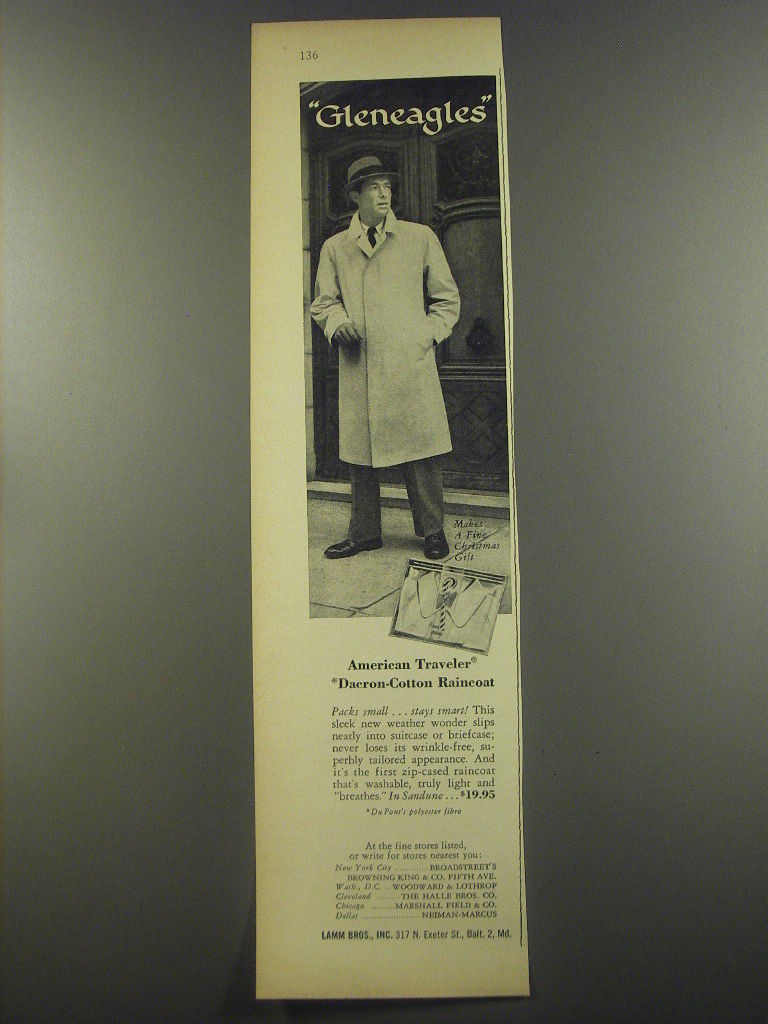 136
"Gleneagles"
Makes
A Fine
Christmas
Gift
American Traveler®
*Dacron-Cotton Raincoat
Packs small . . . stays smart! This
sleek new weather wonder slips
neatly into suitcase or briefcase;
never loses its wrinkle-free, su-
perbly tailored appearance. And
it's the first zip-cased raincoat
that's washable, truly light and
"breathes." In Sandune . . . $19.95
*Du Pont's polyester fibre
At the fine stores listed,
or write for stores nearest you:
New York City ............. BROADSTREET'S
BROWNING KING & CO. FIFTH AVE.
Wash., D.C. .. WOODWARD & LOTHROP
Cleveland ......... THE HALLE BROS. CO.
Chicago ........ MARSHALL FIELD & CO.
Dallas ...................... NEIMAN-MARCUS
LAMM BROS., INC. 317 N. Exeter St., Balt. 2, Md.